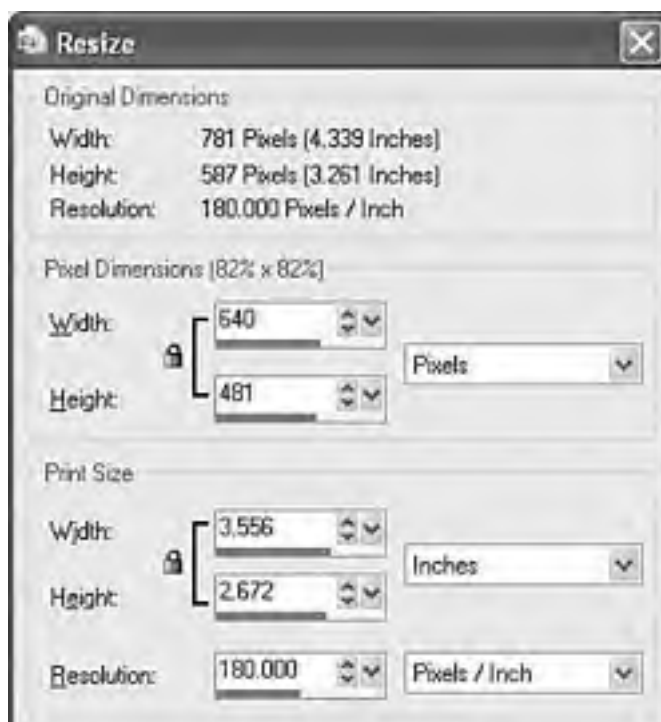 Resize
Original Dimensions
Width: 781 Pixels (4.339 Inches)
Height: 587 Pixels (3.261 Inches)
Resolution: 180.000 Pixels / Inch
Pixel Dimensions (82% x 82%)
Width: 640
Pixels
Height: 481
Print Size
Width: 3.556
Inches
Height: 2.672
Resolution: 180.000 Pixels / Inch